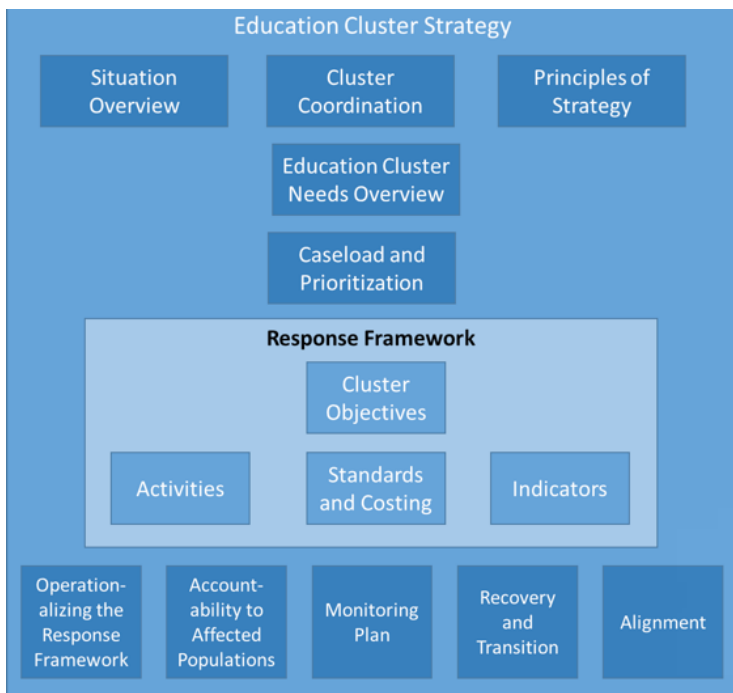 Education Cluster Strategy
Situation
Overview
Cluster
Coordination
Principles of
Strategy
Education Cluster
Needs Overview
Caseload and
Prioritization
Response Framework
Cluster
Objectives
Activities
Standards
and Costing
Indicators
Operation-
alizing the
Response
Framework
Account-
ability to
Affected
Populations
Monitoring
Plan
Recovery
and
Transition
Alignment